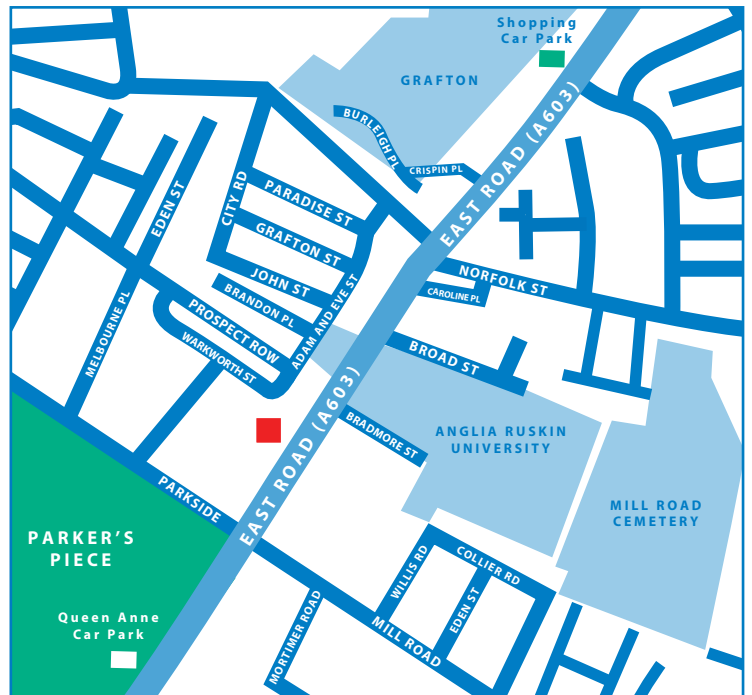 Shopping
Car Park
GRAFTON
EAST ROAD (A603)
BURLEIGH PL
CRISPIN PL
PARADISE ST
CITY RD
EDEN ST
GRAFTON ST
JOHN ST
BRANDON PL
ADAM AND EVE ST
NORFOLK ST
CAROLINE PL
MELBOURNE PL
PROSPECT ROW
WARKWORTH ST
BROAD ST
EAST ROAD (A603)
BRADMORE ST
ANGLIA RUSKIN
UNIVERSITY
MILL ROAD
CEMETERY
PARKSIDE
PARKER'S
PIECE
WILLIS RD
COLLIER RD
EDEN ST
Queen Anne
Car Park
MORTIMER ROAD
MILL ROAD